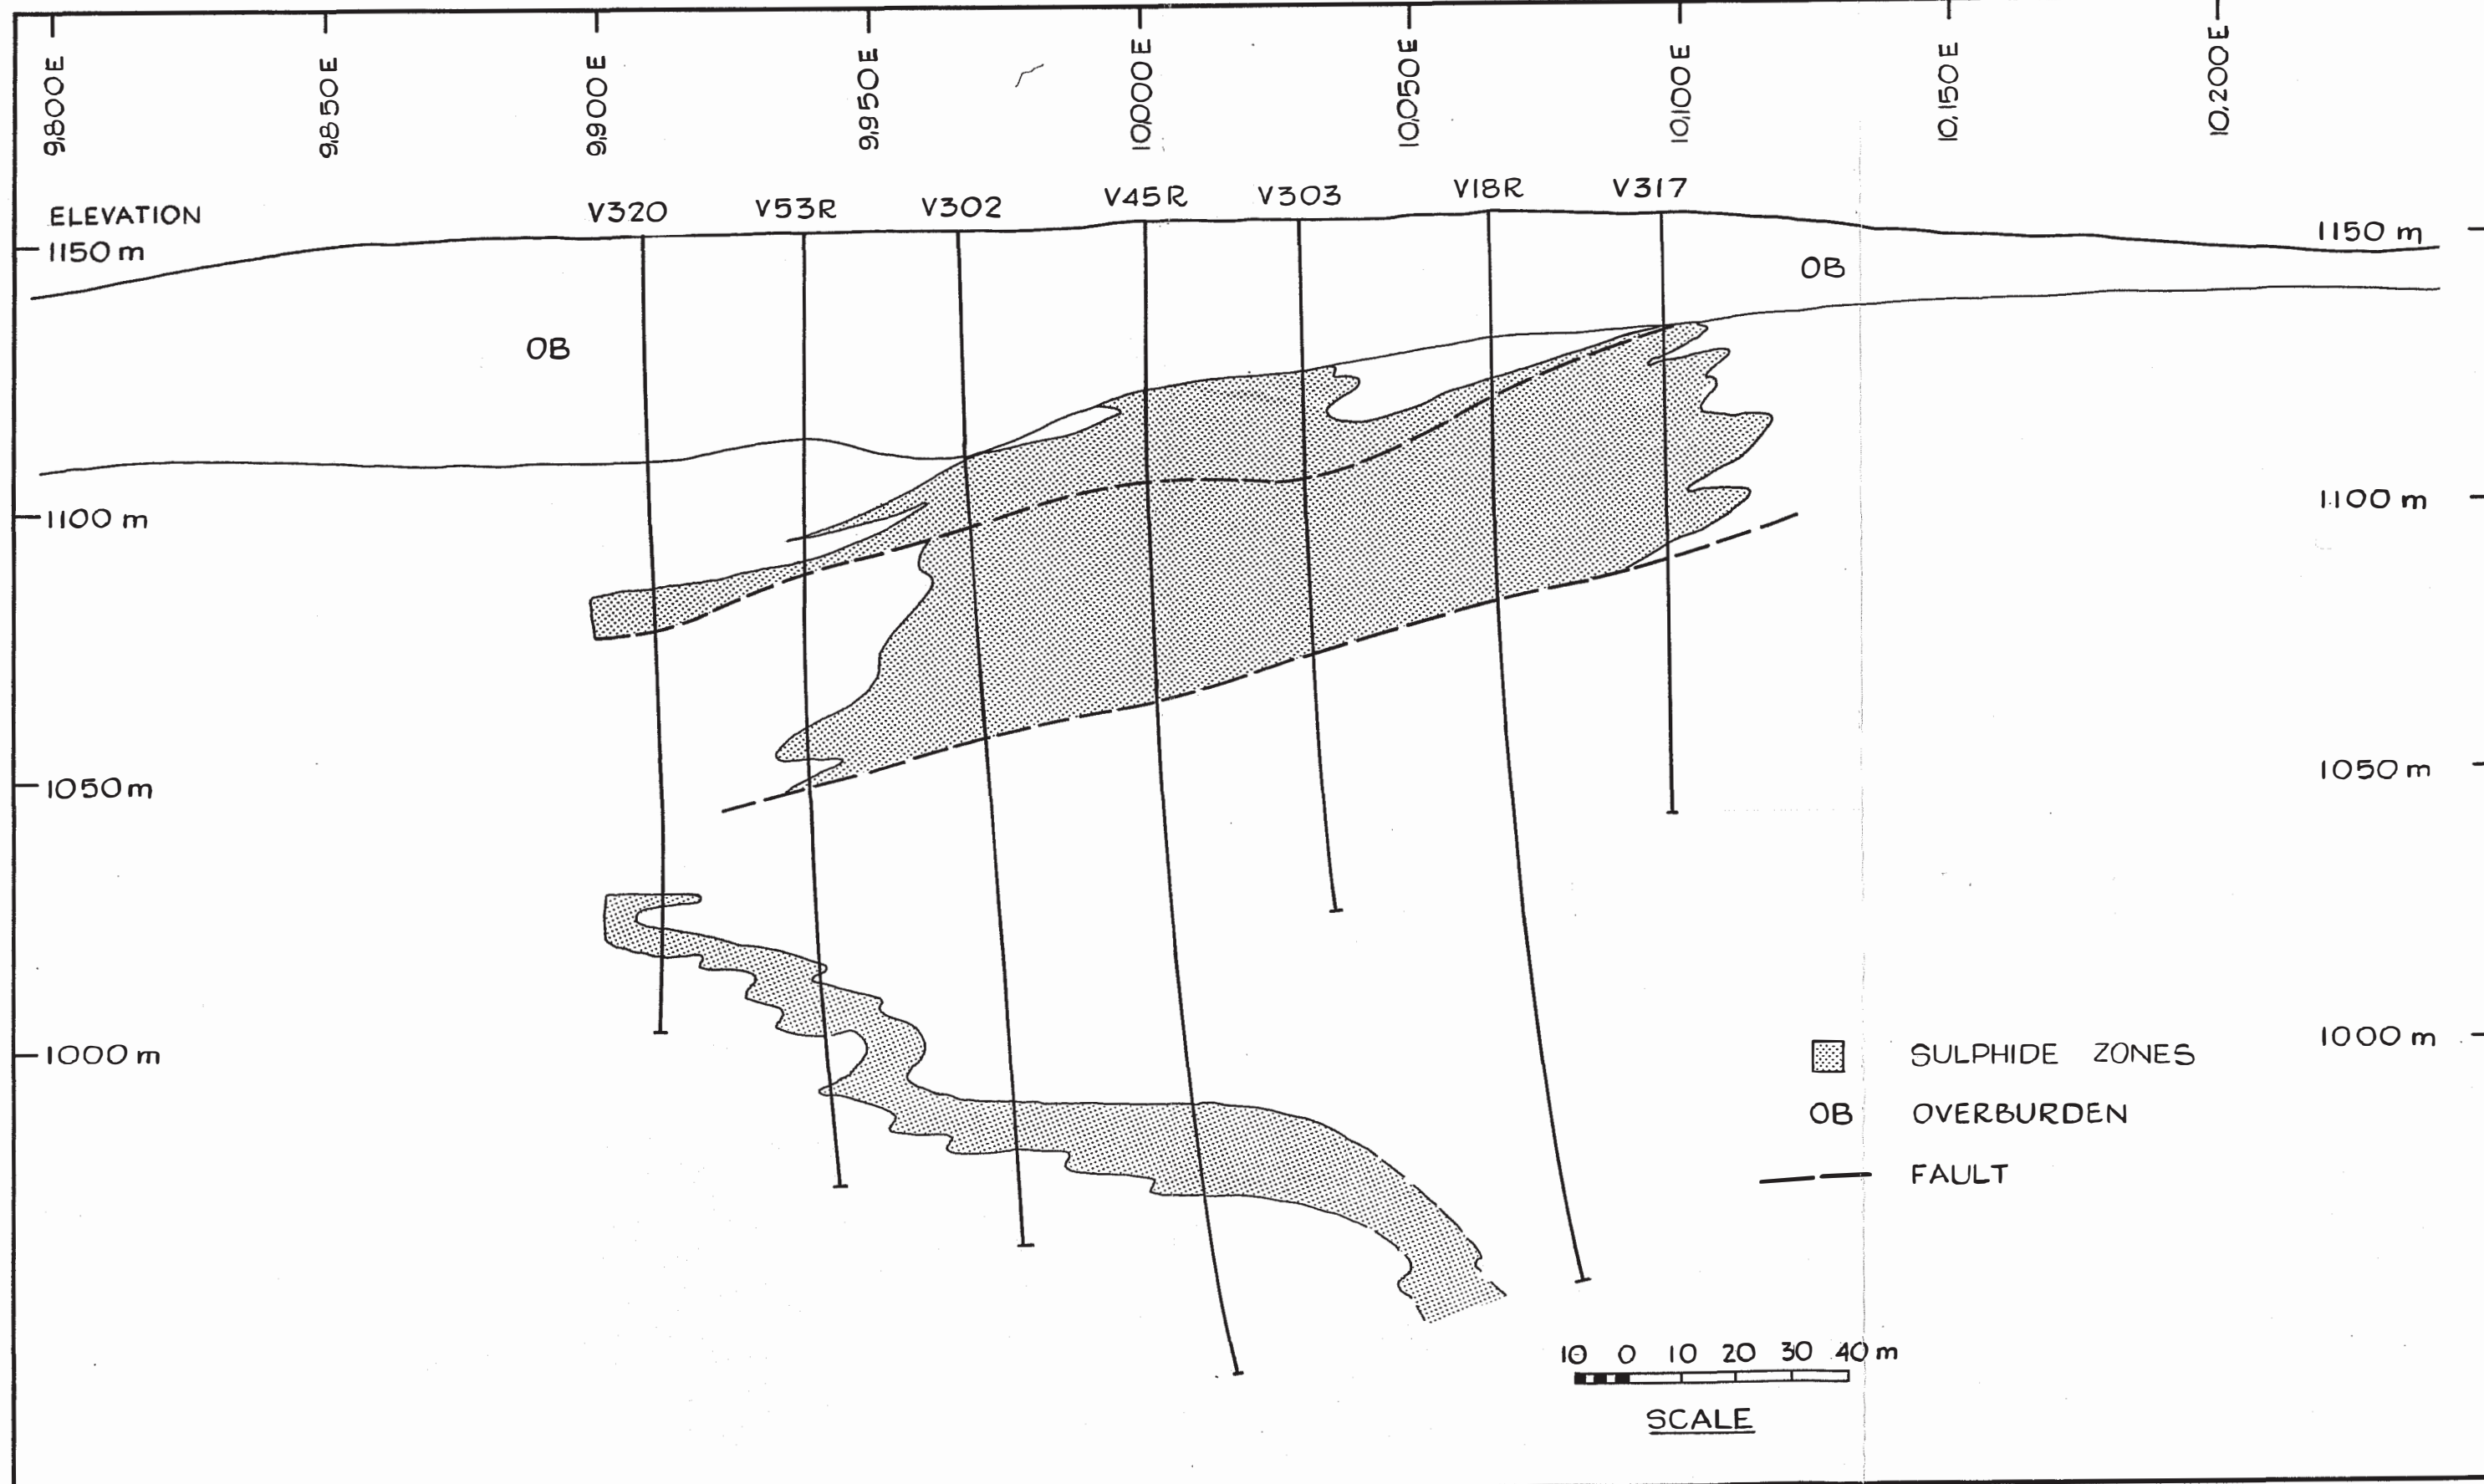 9,800 E
9,850 E
9,900 E
9,950 E
10,000 E
10,050 E
10,100 E
10,150 E
10,200 E
V320
V53R
V302
V45R
V303
V18R
V317
ELEVATION
1150 m
1150 m
OB
OB
1100 m
1100 m
1050 m
1050 m
1000 m
1000 m
SULPHIDE ZONES
OB OVERBURDEN
FAULT
10 0 10 20 30 40 m
SCALE